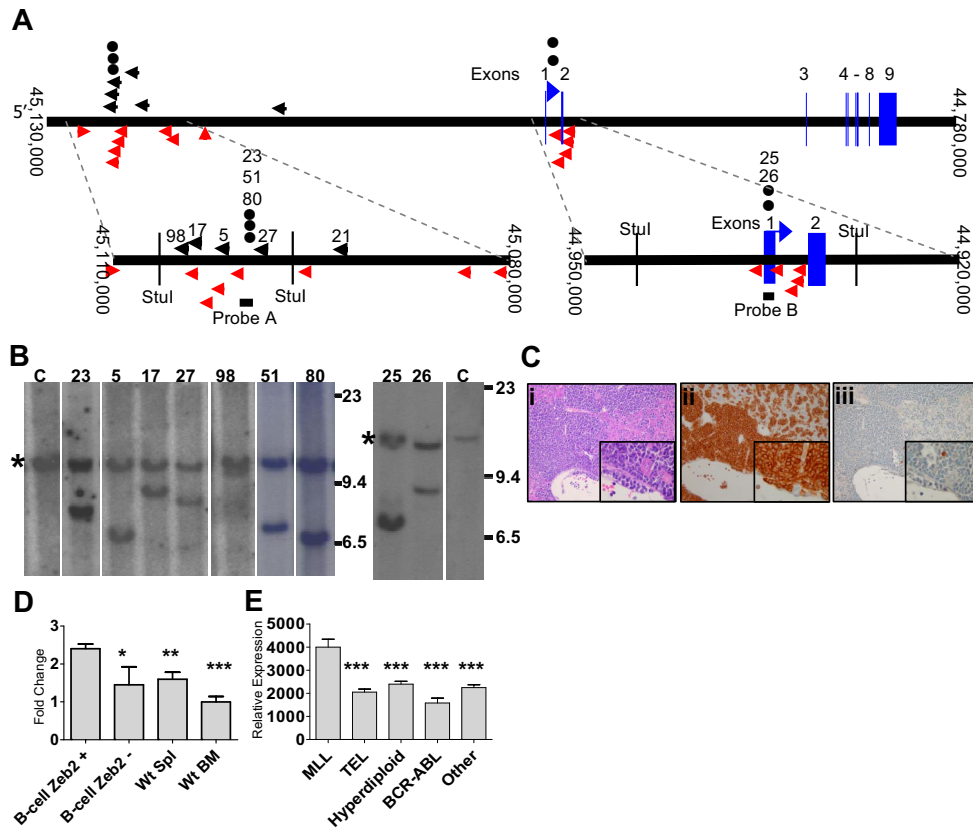 A
5'
45,130,000
Exons
1 2
3
4 - 8
9
44,780,000
23
51
80
98
17
5
27
21
45,110,000
StuI
StuI
Probe A
45,080,000
25
26
44,950,000
StuI
Exons
1
2
StuI
Probe B
44,920,000
B
C 23 5 17 27 98 51 80
*
23
9.4
6.5
25 26 C
*
23
9.4
6.5
C
i
ii
iii
D
Fold Change
3
2
1
0
*
**
***
B-cell Zeb2 +
B-cell Zeb2 -
Wt Spl
Wt BM
E
Relative Expression
5000
4000
3000
2000
1000
0
***
***
***
***
MLL
TEL
Hyperdiploid
BCR-ABL
Other